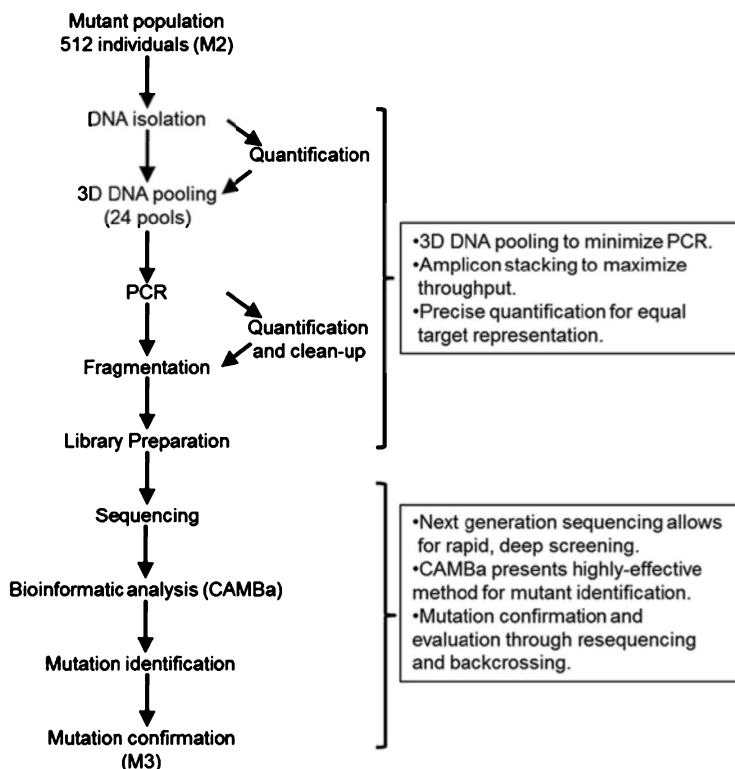 Mutant population
512 individuals (M2)
DNA isolation
Quantification
3D DNA pooling
(24 pools)
PCR
Quantification
and clean-up
Fragmentation
Library Preparation
•3D DNA pooling to minimize PCR.
•Amplicon stacking to maximize
throughput.
•Precise quantification for equal
target representation.
Sequencing
Bioinformatic analysis (CAMBa)
Mutation identification
Mutation confirmation
(M3)
•Next generation sequencing allows
for rapid, deep screening.
•CAMBa presents highly-effective
method for mutant identification.
•Mutation confirmation and
evaluation through resequencing
and backcrossing.